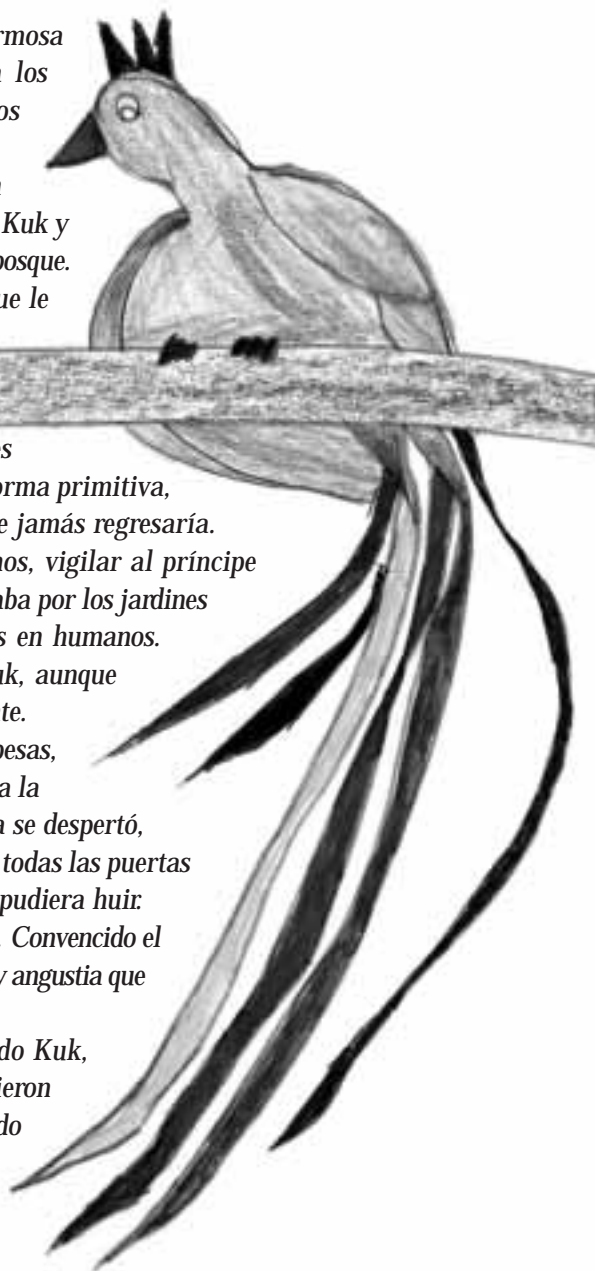 rmosa
los
os
Kuk y
bosque.
ue le
es
orma primitiva,
e jamás regresaría.
nos, vigilar al príncipe
aba por los jardines
s en humanos.
uk, aunque
te.
pesas,
a la
a se despertó,
todas las puertas
pudiera huir.
. Convencido el
y angustia que
do Kuk,
ieron
do